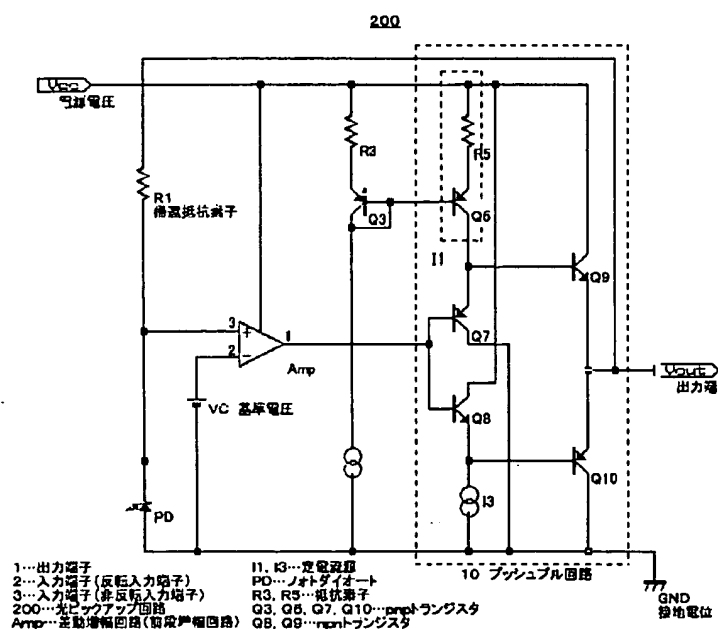 200
Vcc
電源電圧
R3
R5
R1
帰還抵抗素子
Q3
Q6
I1
Q9
3
+
2
-
1
Amp
Q7
Vout
出力端
VC 基準電圧
Q8
Q10
PD
I3
10 プッシュプル回路
GND
接地電位
1…出力端子
2…入力端子(反転入力端子)
3…入力端子(非反転入力端子)
200…光ピックアップ回路
Amp…差動増幅回路(前段増幅回路)
I1, I3…定電流源
PD…フォトダイオート
R3, R5…抵抗素子
Q3, Q6, Q7, Q10…pnpトランジスタ
Q8, Q9…npnトランジスタ